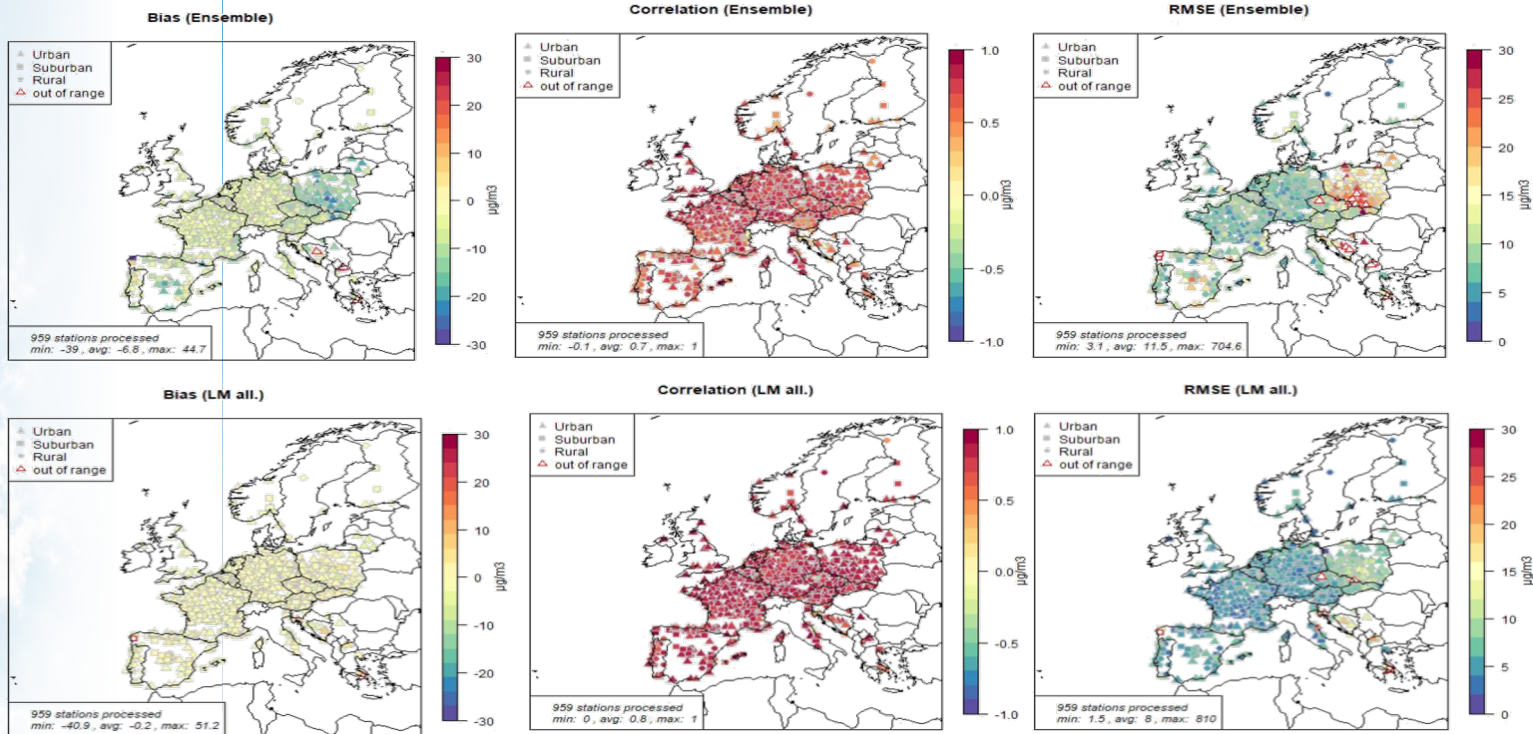 Bias (Ensemble)
Urban
Suburban
Rural
out of range
959 stations processed
min: -39 , avg: -6.8 , max: 44.7
30
20
10
0
-10
-20
-30
µg/m3
Correlation (Ensemble)
Urban
Suburban
Rural
out of range
959 stations processed
min: -0.1 , avg: 0.7 , max: 1
1.0
0.5
0.0
-0.5
-1.0
µg/m3
RMSE (Ensemble)
Urban
Suburban
Rural
out of range
959 stations processed
min: 3.1 , avg: 11.5 , max: 704.6
30
25
20
15
10
5
0
µg/m3
Bias (LM all.)
Urban
Suburban
Rural
out of range
959 stations processed
min: -40.9 , avg: -0.2 , max: 51.2
30
20
10
0
-10
-20
-30
µg/m3
Correlation (LM all.)
Urban
Suburban
Rural
out of range
959 stations processed
min: 0 , avg: 0.8 , max: 1
1.0
0.5
0.0
-0.5
-1.0
µg/m3
RMSE (LM all.)
Urban
Suburban
Rural
out of range
959 stations processed
min: 1.5 , avg: 8 , max: 810
30
25
20
15
10
5
0
µg/m3